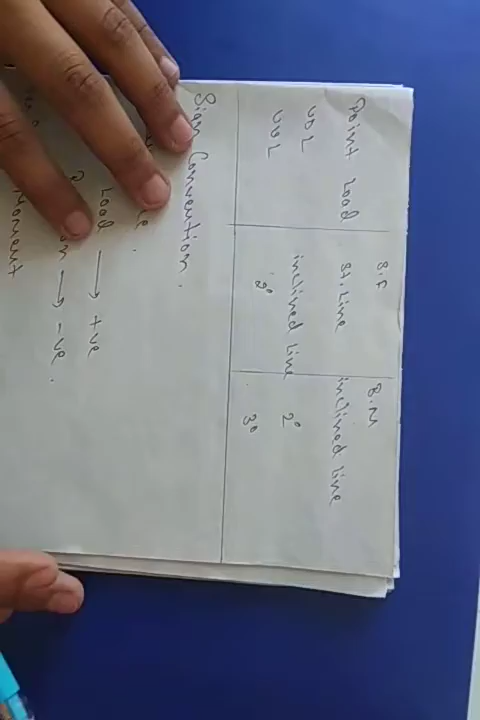 S.F B.M
Point Load St. Line inclined line
UDL inclined line 2°
UVL 2° 3°
Sign Convention.
Load → +ve
→ -ve.
Moment